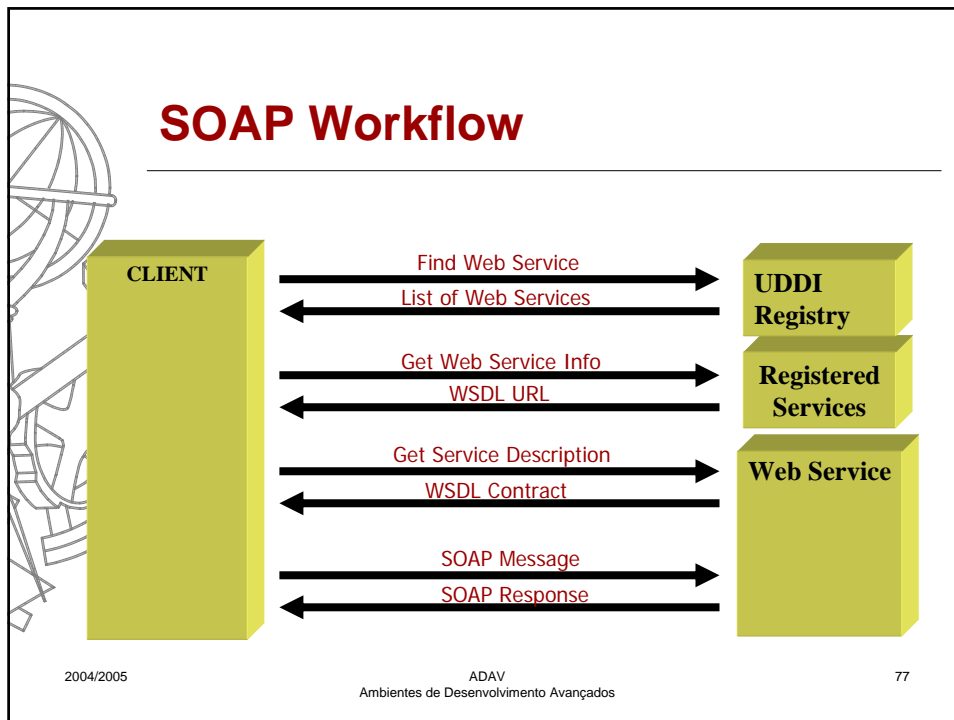 SOAP Workflow
CLIENT
Find Web Service
List of Web Services
UDDI
Registry
Get Web Service Info
WSDL URL
Registered
Services
Get Service Description
WSDL Contract
Web Service
SOAP Message
SOAP Response
2004/2005
ADAV
Ambientes de Desenvolvimento Avançados
77